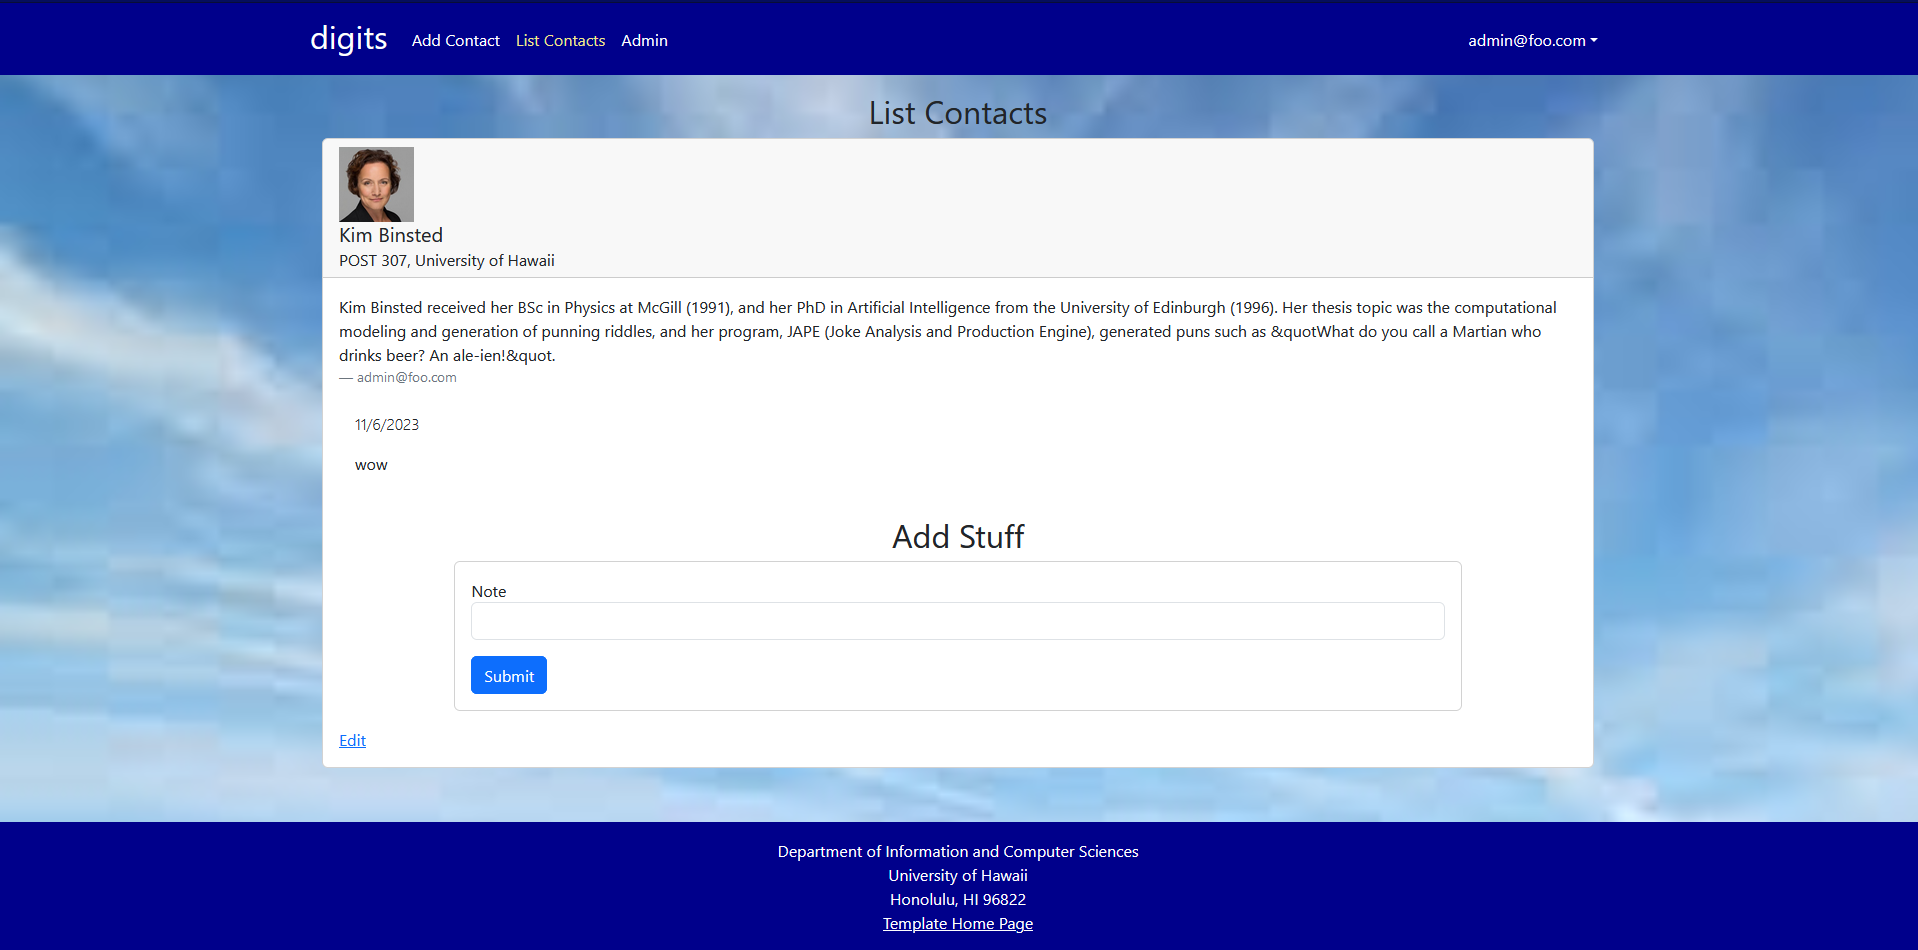 digits Add Contact List Contacts Admin admin@foo.com
List Contacts
Kim Binsted
POST 307, University of Hawaii
Kim Binsted received her BSc in Physics at McGill (1991), and her PhD in Artificial Intelligence from the University of Edinburgh (1996). Her thesis topic was the computational
modeling and generation of punning riddles, and her program, JAPE (Joke Analysis and Production Engine), generated puns such as &quotWhat do you call a Martian who
drinks beer? An ale-ien!&quot.
— admin@foo.com
11/6/2023
wow
Add Stuff
Note
Submit
Edit
Department of Information and Computer Sciences
University of Hawaii
Honolulu, HI 96822
Template Home Page